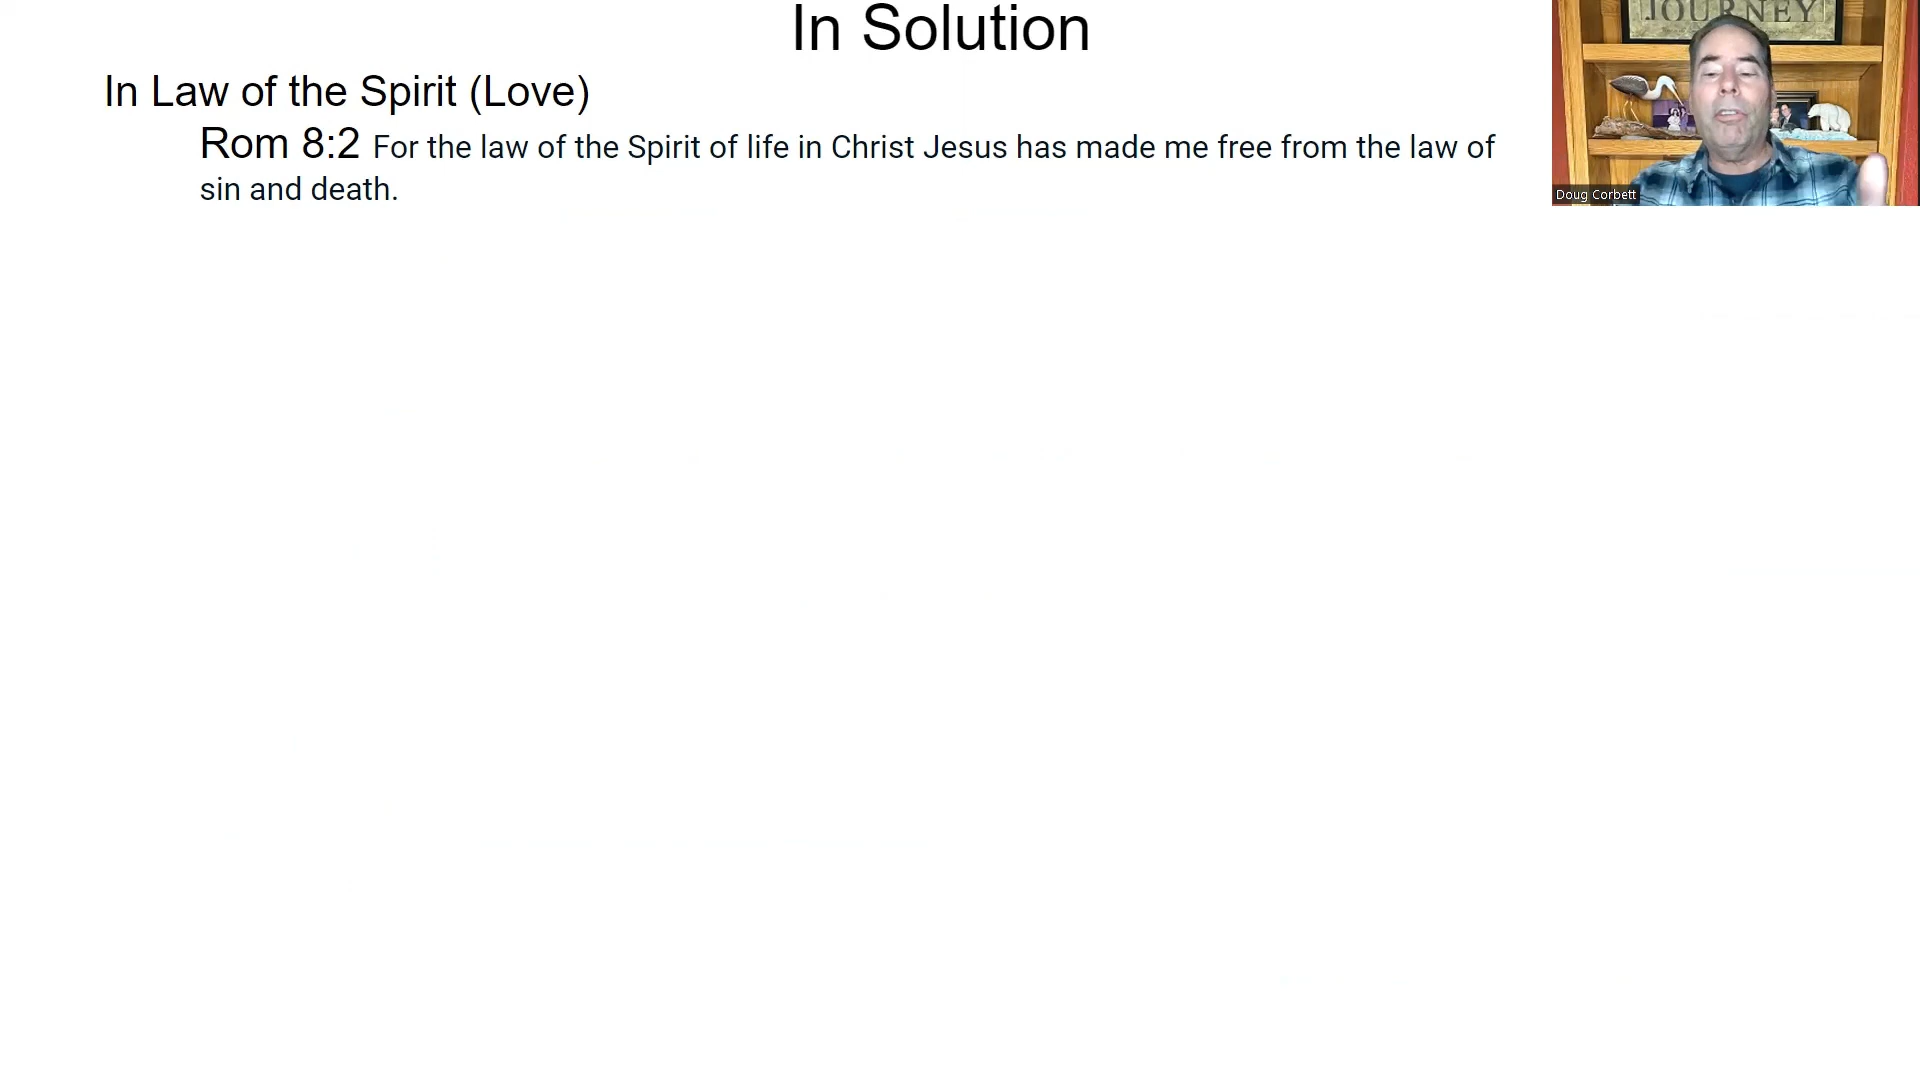 In Solution
JOURNEY
In Law of the Spirit (Love)
Rom 8:2 For the law of the Spirit of life in Christ Jesus has made me free from the law of
sin and death.
Doug Corbett